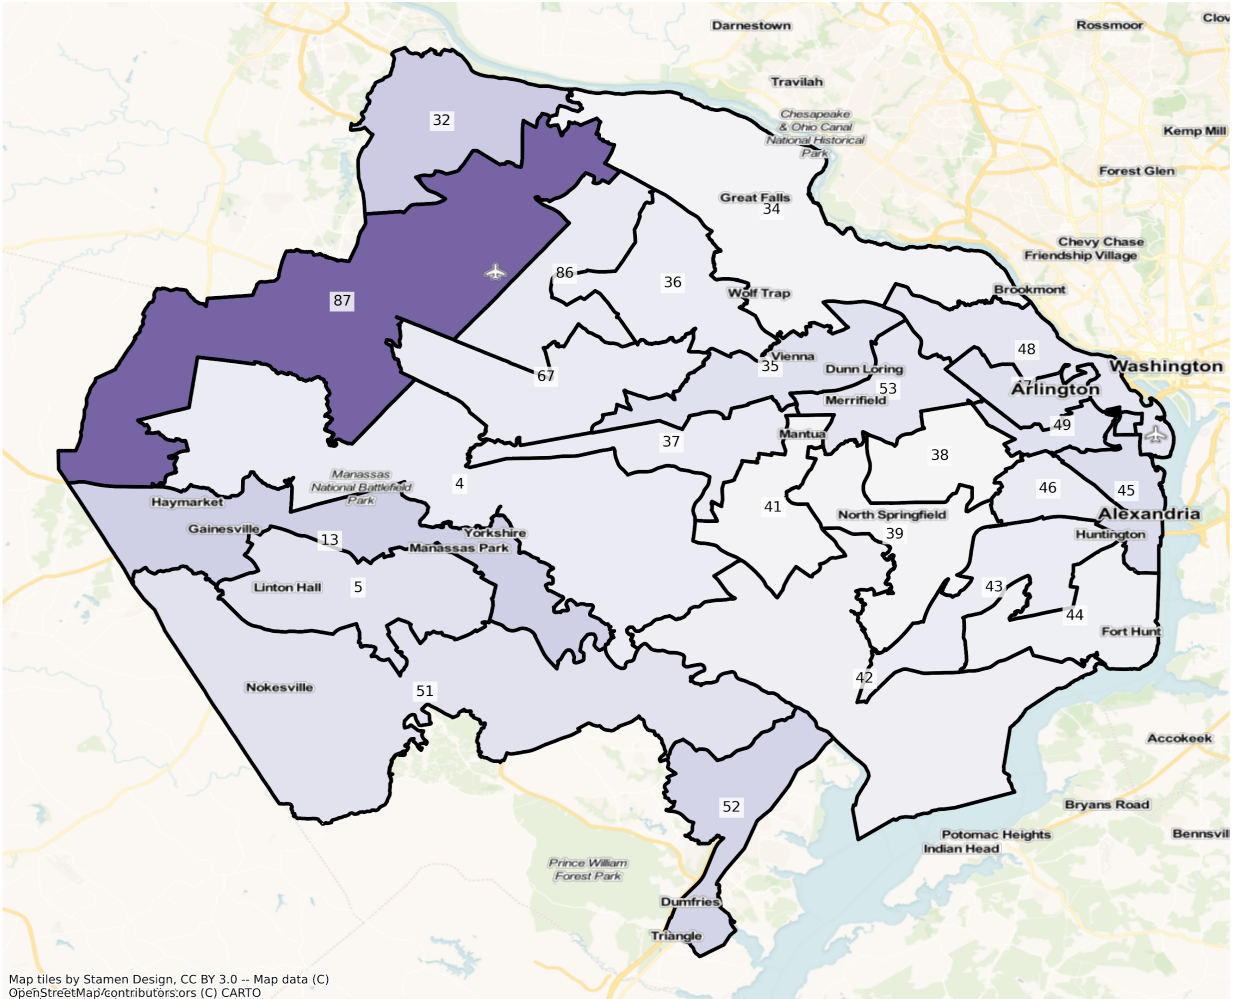 Darnestown
Rossmoor
Clov
Travilah
Chesapeake
& Ohio Canal
National Historical
Park
Kemp Mill
32
Forest Glen
Great Falls
34
Chevy Chase
Friendship Village
86
36
Wolf Trap
Brookmont
87
48
Vienna
35
Dunn Loring
Washington
67
53
Arlington
Merrifield
49
37
Mantua
38
Manassas
National Battlefield
Park
4
46
45
Haymarket
41
North Springfield
Alexandria
Gainesville
13
Yorkshire
Manassas Park
39
Huntington
Linton Hall
5
43
44
Fort Hunt
Nokesville
51
42
Accokeek
52
Bryans Road
Potomac Heights
Indian Head
Bennsvil
Prince William
Forest Park
Dumfries
Triangle
Map tiles by Stamen Design, CC BY 3.0 -- Map data (C)
OpenStreetMap contributors (C) CARTO